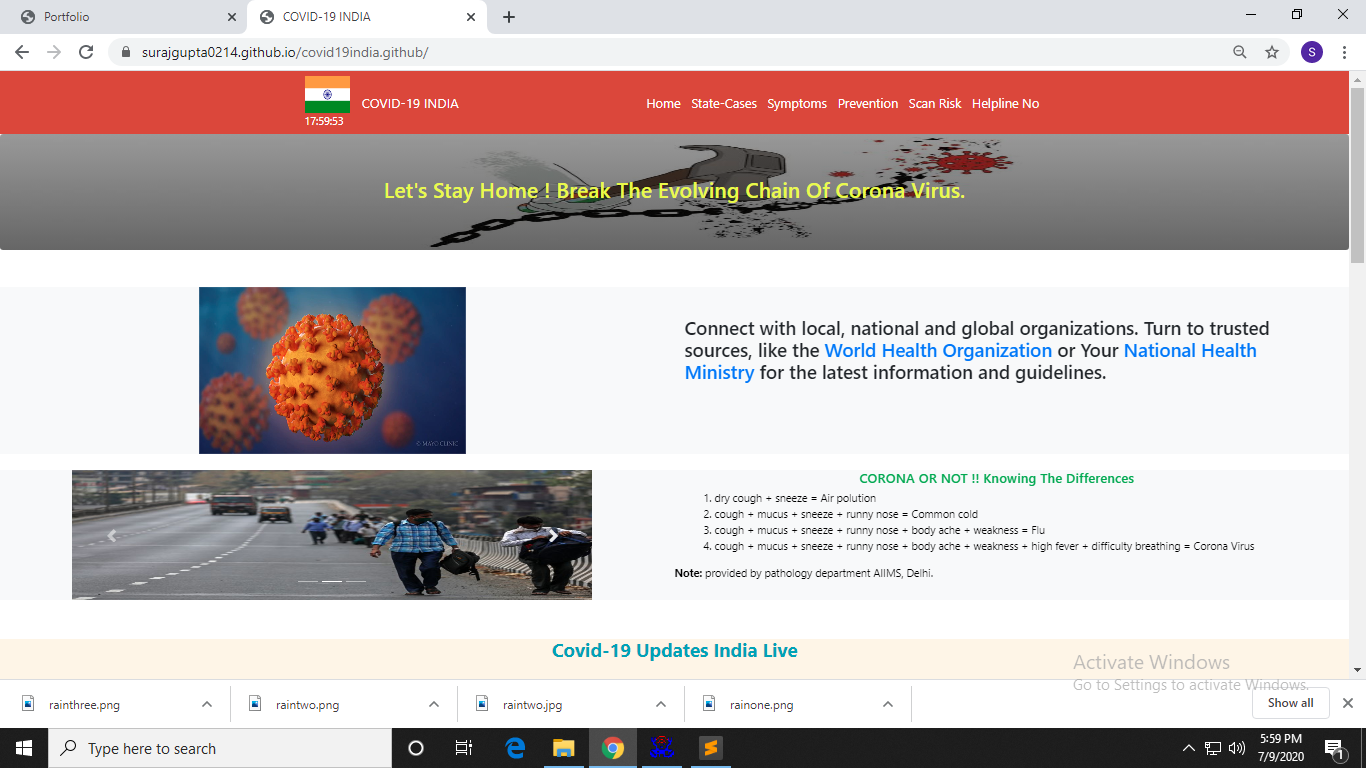 Portfolio
COVID-19 INDIA
surajgupta0214.github.io/covid19india.github/
S
COVID-19 INDIA
17:59:53
Home State-Cases Symptoms Prevention Scan Risk Helpline No
Let's Stay Home ! Break The Evolving Chain Of Corona Virus.
© MAYO CLINIC
Connect with local, national and global organizations. Turn to trusted
sources, like the World Health Organization or Your National Health
Ministry for the latest information and guidelines.
CORONA OR NOT !! Knowing The Differences
1. dry cough + sneeze = Air polution
2. cough + mucus + sneeze + runny nose = Common cold
3. cough + mucus + sneeze + runny nose + body ache + weakness = Flu
4. cough + mucus + sneeze + runny nose + body ache + weakness + high fever + difficulty breathing = Corona Virus
Note: provided by pathology department AIIMS, Delhi.
Covid-19 Updates India Live
Activate Windows
Go to Settings to activate Windows.
rainthree.png
raintwo.png
raintwo.jpg
rainone.png
Show all
Type here to search
5:59 PM
7/9/2020
1